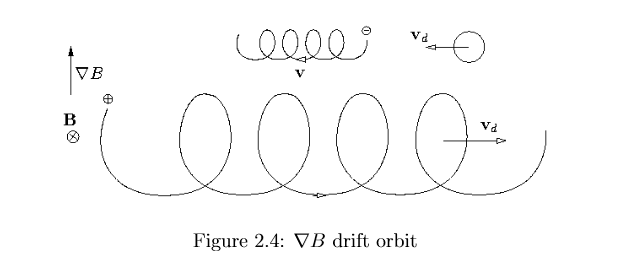 ⊖
v_d
∇B
v
⊕
B
⊗
v_d
Figure 2.4: ∇B drift orbit